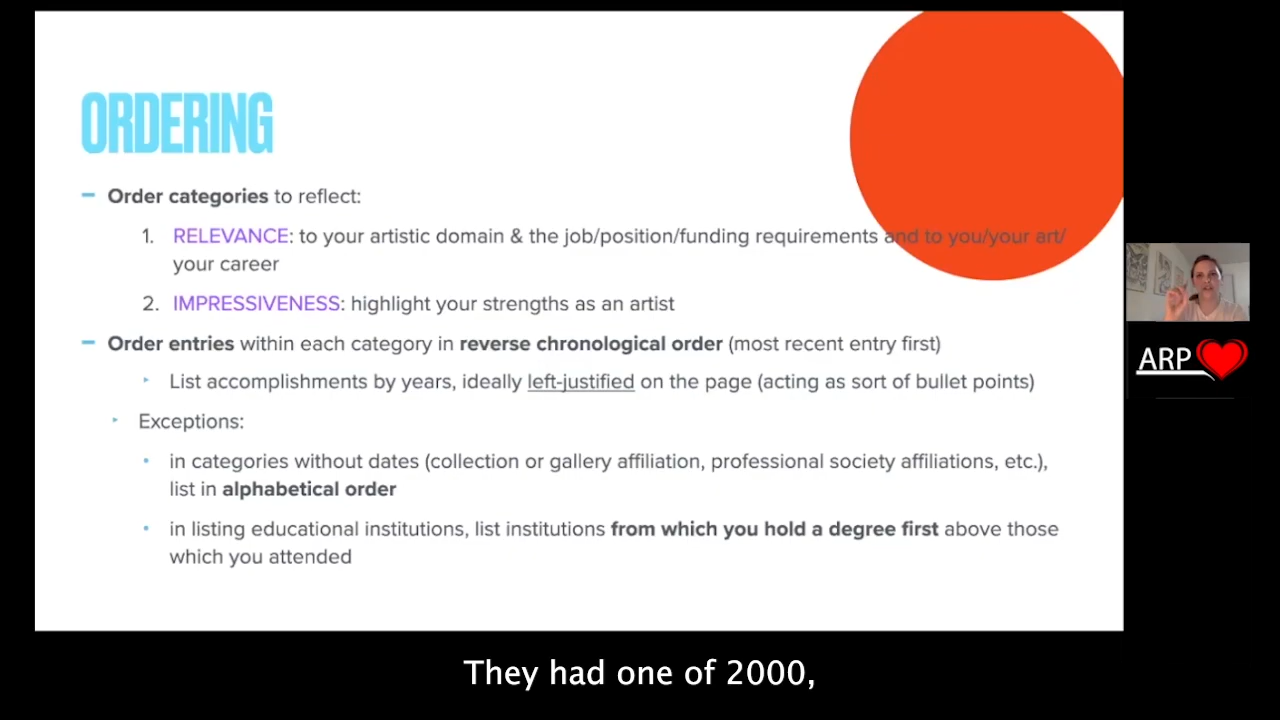 ORDERING
– Order categories to reflect:
1. RELEVANCE: to your artistic domain & the job/position/funding requirements and to you/your art/
your career
2. IMPRESSIVENESS: highlight your strengths as an artist
– Order entries within each category in reverse chronological order (most recent entry first)
‣ List accomplishments by years, ideally left-justified on the page (acting as sort of bullet points)
‣ Exceptions:
• in categories without dates (collection or gallery affiliation, professional society affiliations, etc.),
list in alphabetical order
• in listing educational institutions, list institutions from which you hold a degree first above those
which you attended
ARP
They had one of 2000,